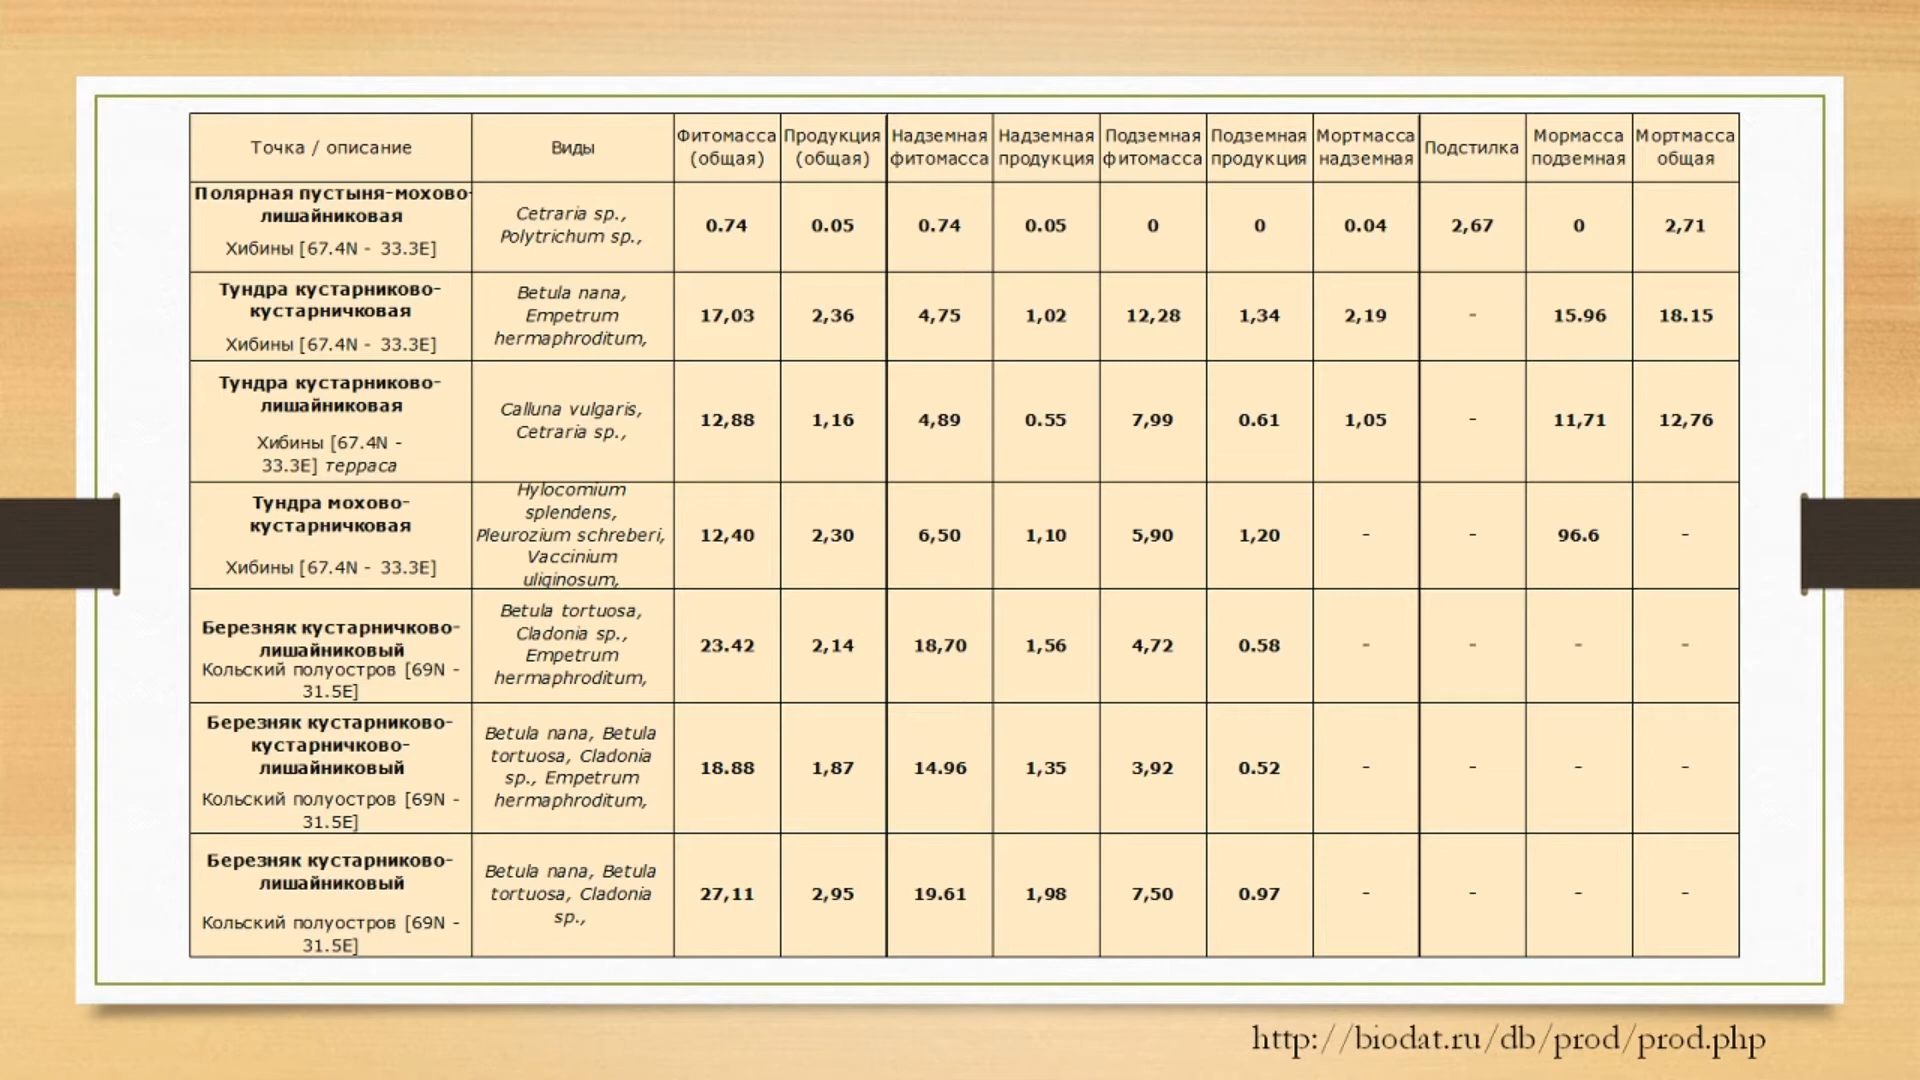 Точка / описание
Виды
Фитомасса (общая)
Продукция (общая)
Надземная фитомасса
Надземная продукция
Подземная фитомасса
Подземная продукция
Мортмасса надземная
Подстилка
Мормасса подземная
Мортмасса общая
Полярная пустыня-мохово-
лишайниковая
Хибины [67.4N - 33.3E]
Cetraria sp.,
Polytrichum sp.,
0.74 0.05 0.74 0.05 0 0 0.04 2,67 0 2,71
Тундра кустарниково-
кустарничковая
Хибины [67.4N - 33.3E]
Betula nana,
Empetrum
hermaphroditum,
17,03 2,36 4,75 1,02 12,28 1,34 2,19 - 15.96 18.15
Тундра кустарниково-
лишайниковая
Хибины [67.4N -
33.3E] терраса
Calluna vulgaris,
Cetraria sp.,
12,88 1,16 4,89 0.55 7,99 0.61 1,05 - 11,71 12,76
Тундра мохово-
кустарничковая
Хибины [67.4N - 33.3E]
Hylocomium
splendens,
Pleurozium schreberi,
Vaccinium
uliginosum,
12,40 2,30 6,50 1,10 5,90 1,20 - - 96.6 -
Березняк кустарничково-
лишайниковый
Кольский полуостров [69N -
31.5E]
Betula tortuosa,
Cladonia sp.,
Empetrum
hermaphroditum,
23.42 2,14 18,70 1,56 4,72 0.58 - - - -
Березняк кустарниково-
кустарничково-
лишайниковый
Кольский полуостров [69N -
31.5E]
Betula nana, Betula
tortuosa, Cladonia
sp., Empetrum
hermaphroditum,
18.88 1,87 14.96 1,35 3,92 0.52 - - - -
Березняк кустарниково-
лишайниковый
Кольский полуостров [69N -
31.5E]
Betula nana, Betula
tortuosa, Cladonia
sp.,
27,11 2,95 19.61 1,98 7,50 0.97 - - - -
http://biodat.ru/db/prod/prod.php